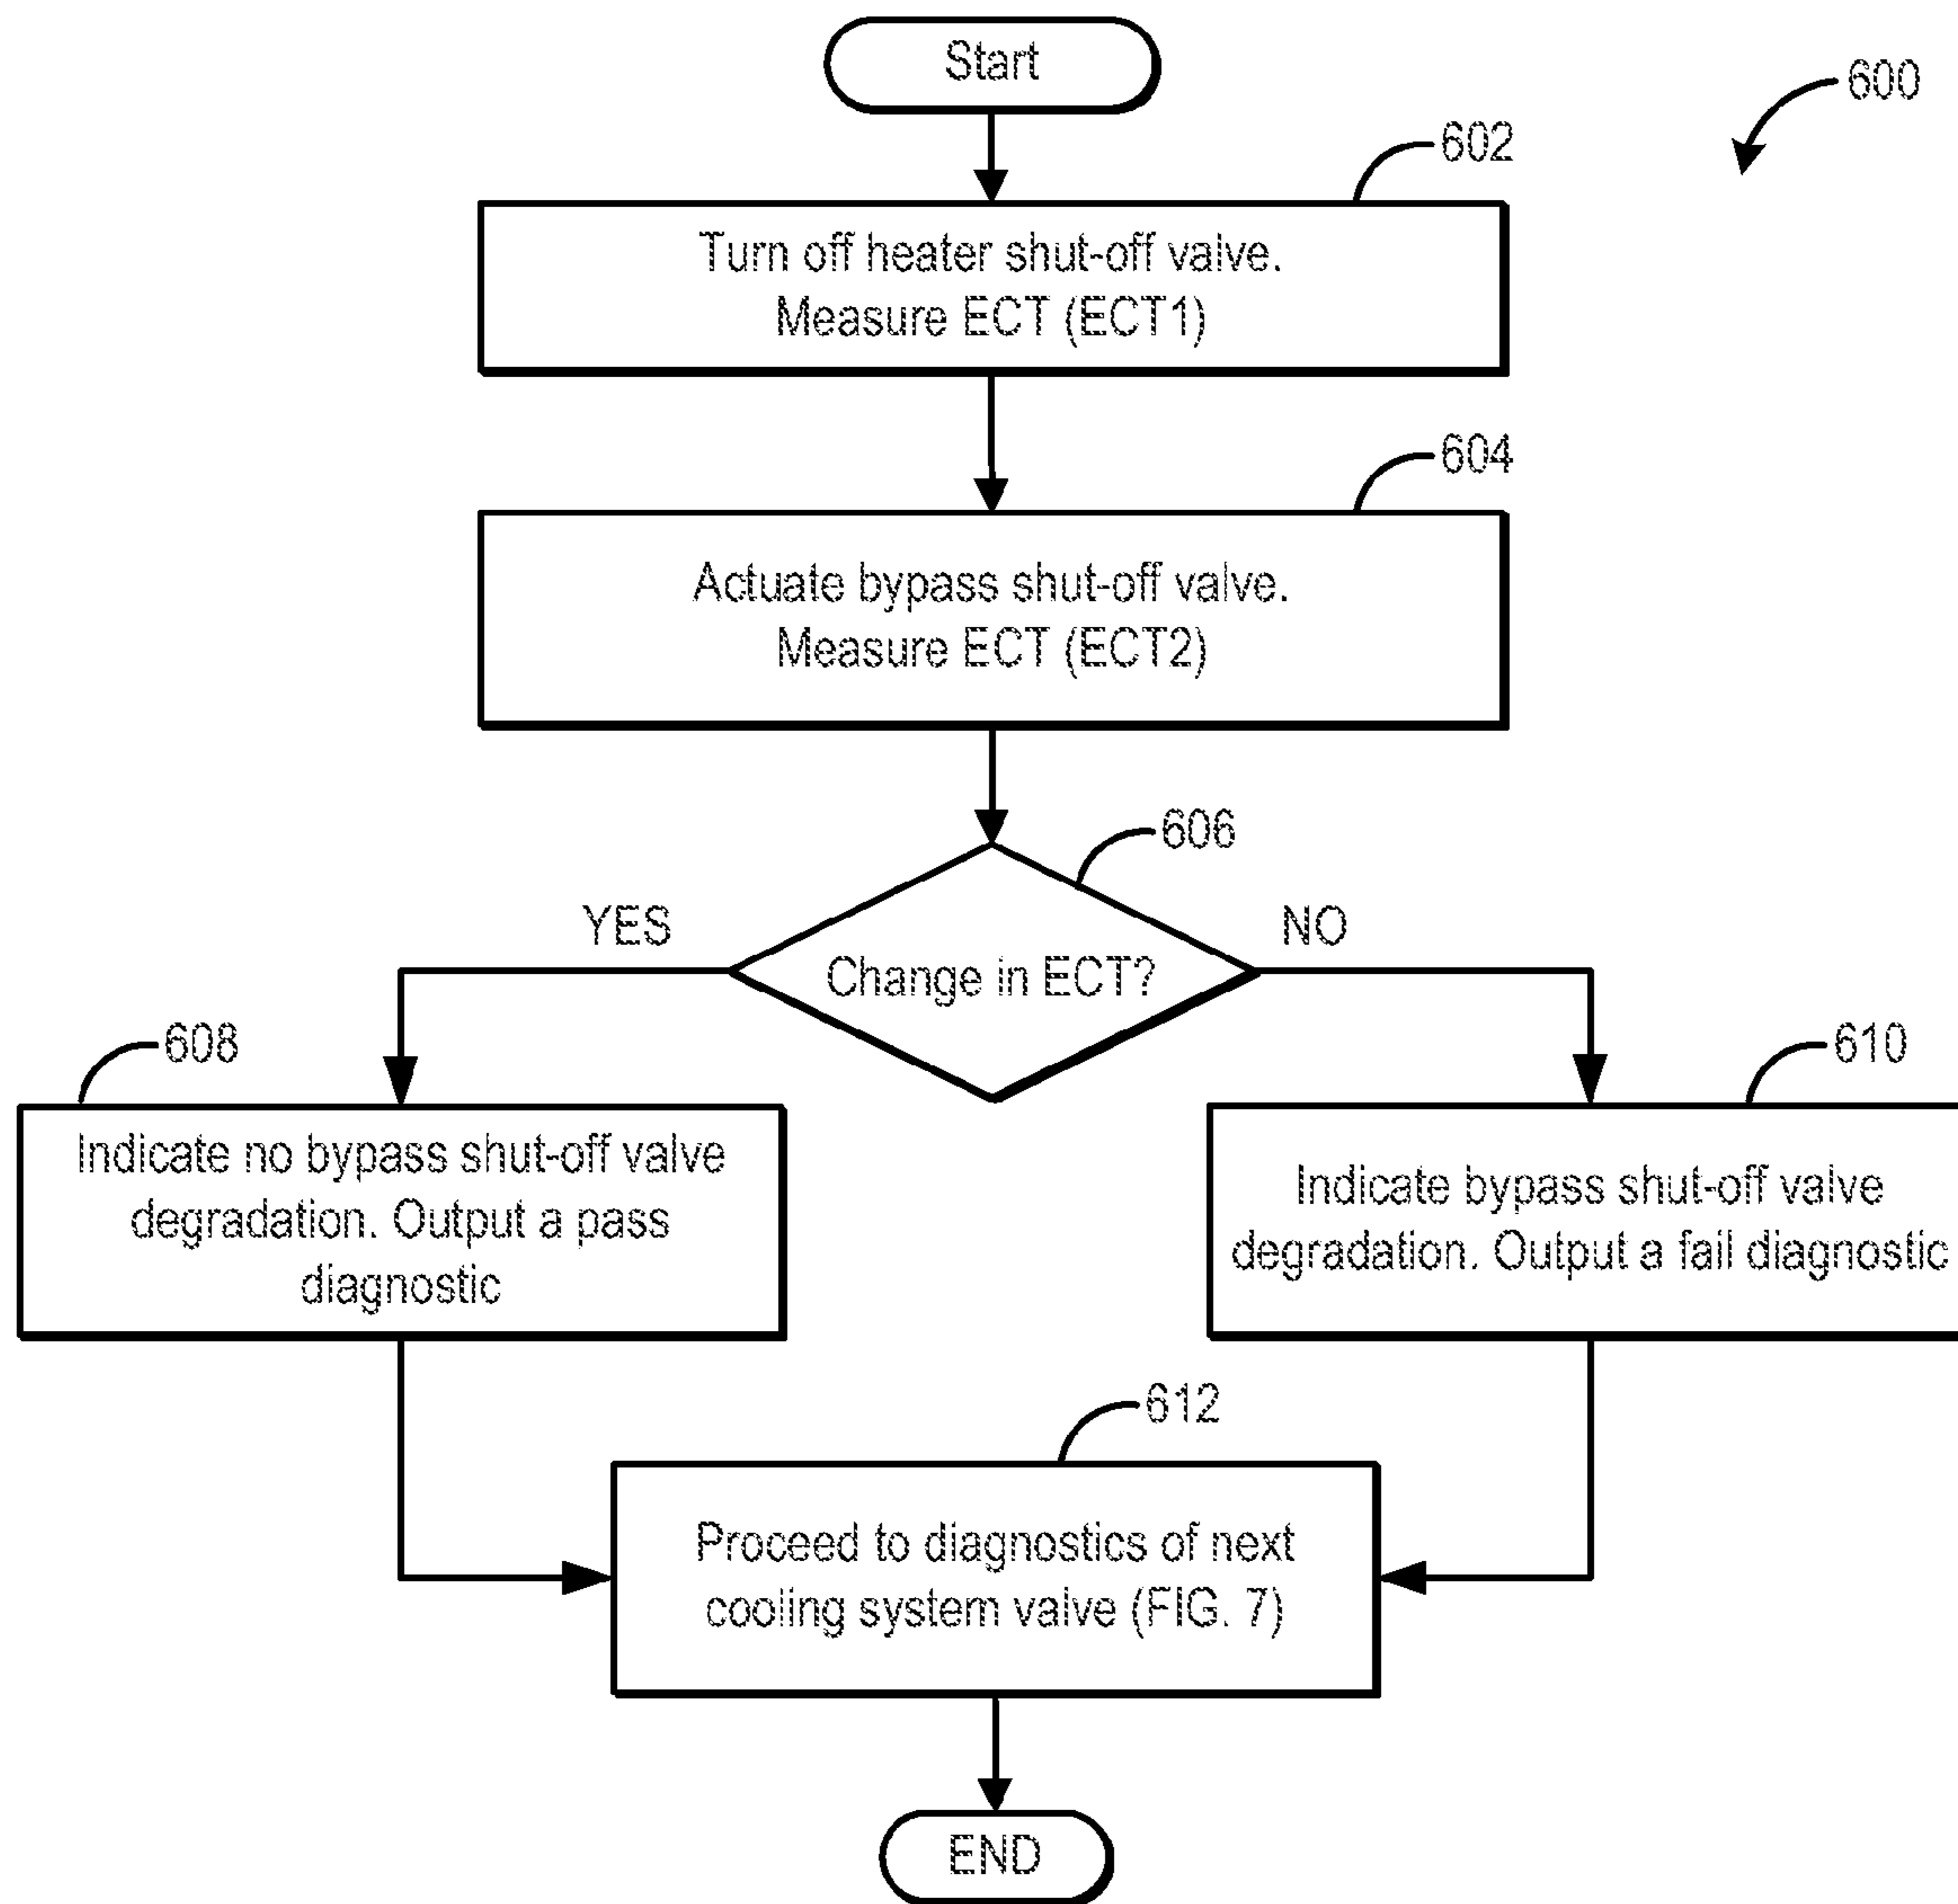 Start
600
602
Turn off heater shut-off valve.
Measure ECT (ECT1)
604
Actuate bypass shut-off valve.
Measure ECT (ECT2)
606
YES
NO
Change in ECT?
608
610
Indicate no bypass shut-off valve
degradation. Output a pass
diagnostic
Indicate bypass shut-off valve
degradation. Output a fail diagnostic
612
Proceed to diagnostics of next
cooling system valve (FIG. 7)
END